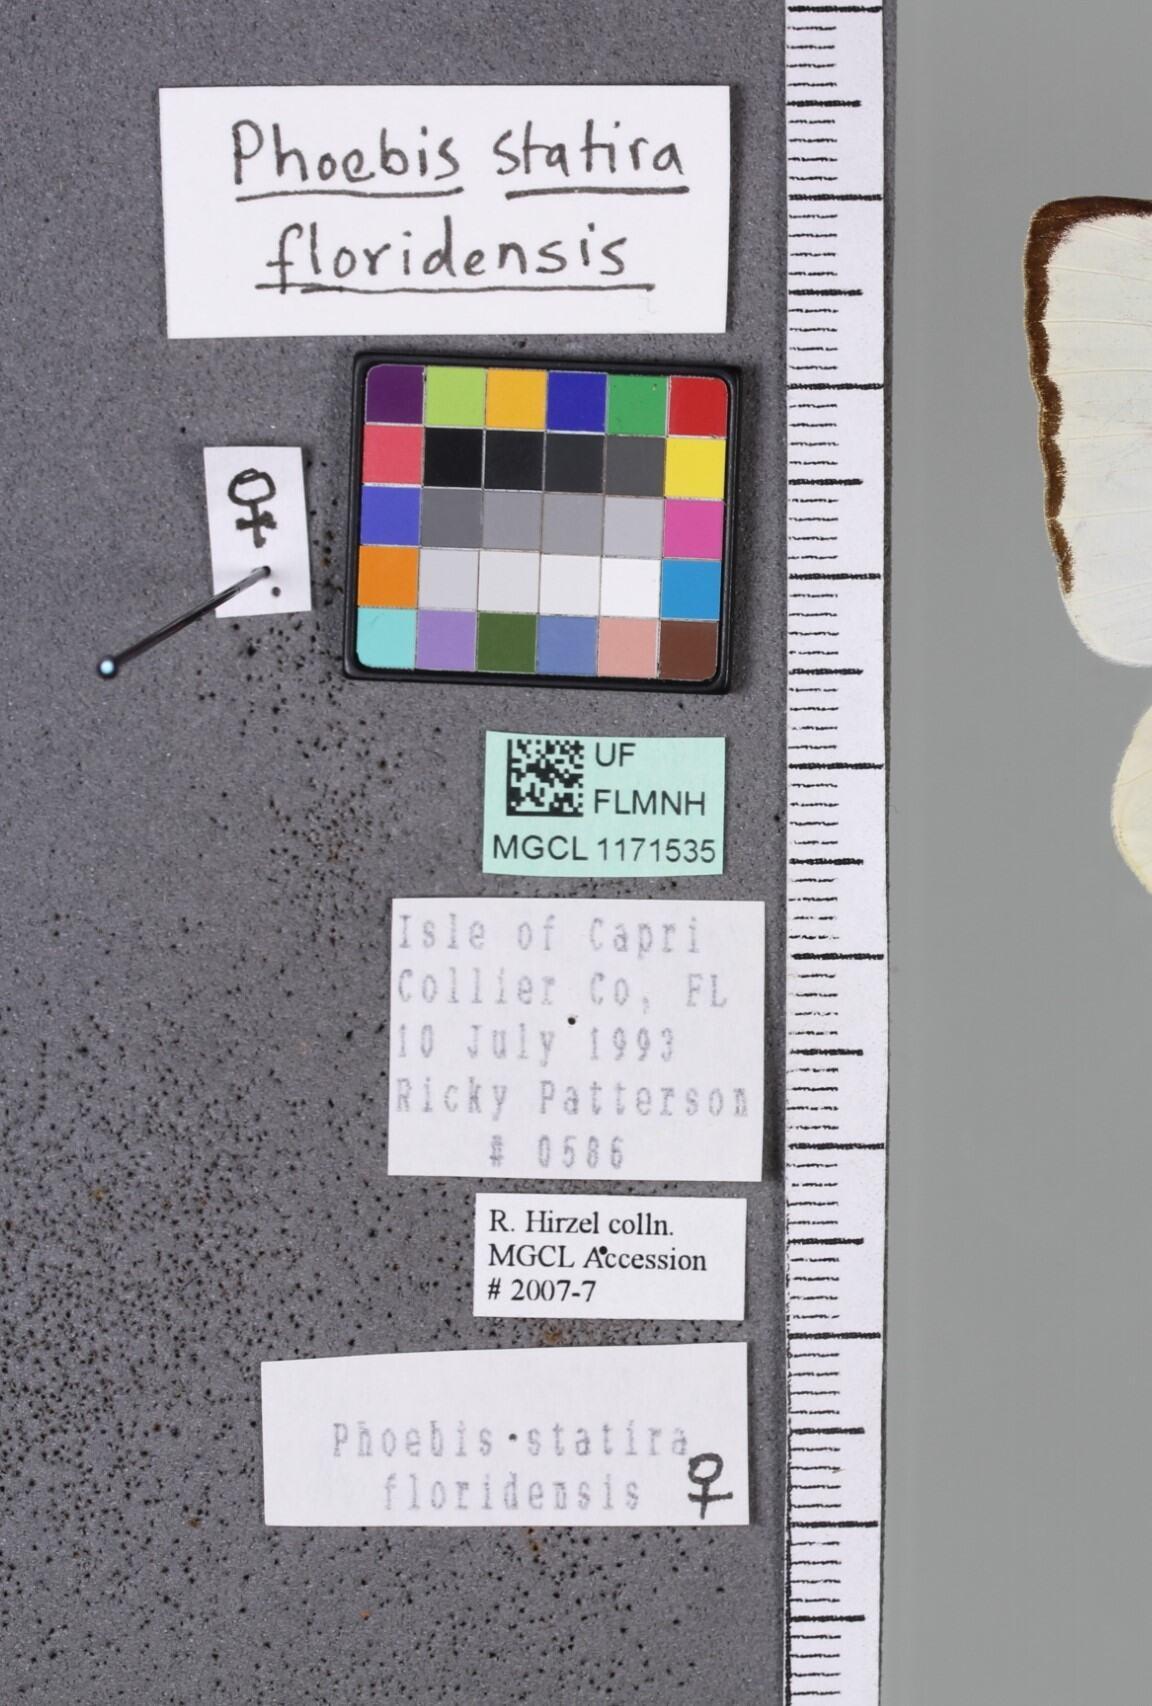 Phoebis statira
floridensis
♀
UF
FLMNH
MGCL 1171535
Isle of Capri
Collier Co, FL
10 July 1993
Ricky Patterson
# 0586
R. Hirzel colln.
MGCL Accession
# 2007-7
Phoebis statira
floridensis ♀